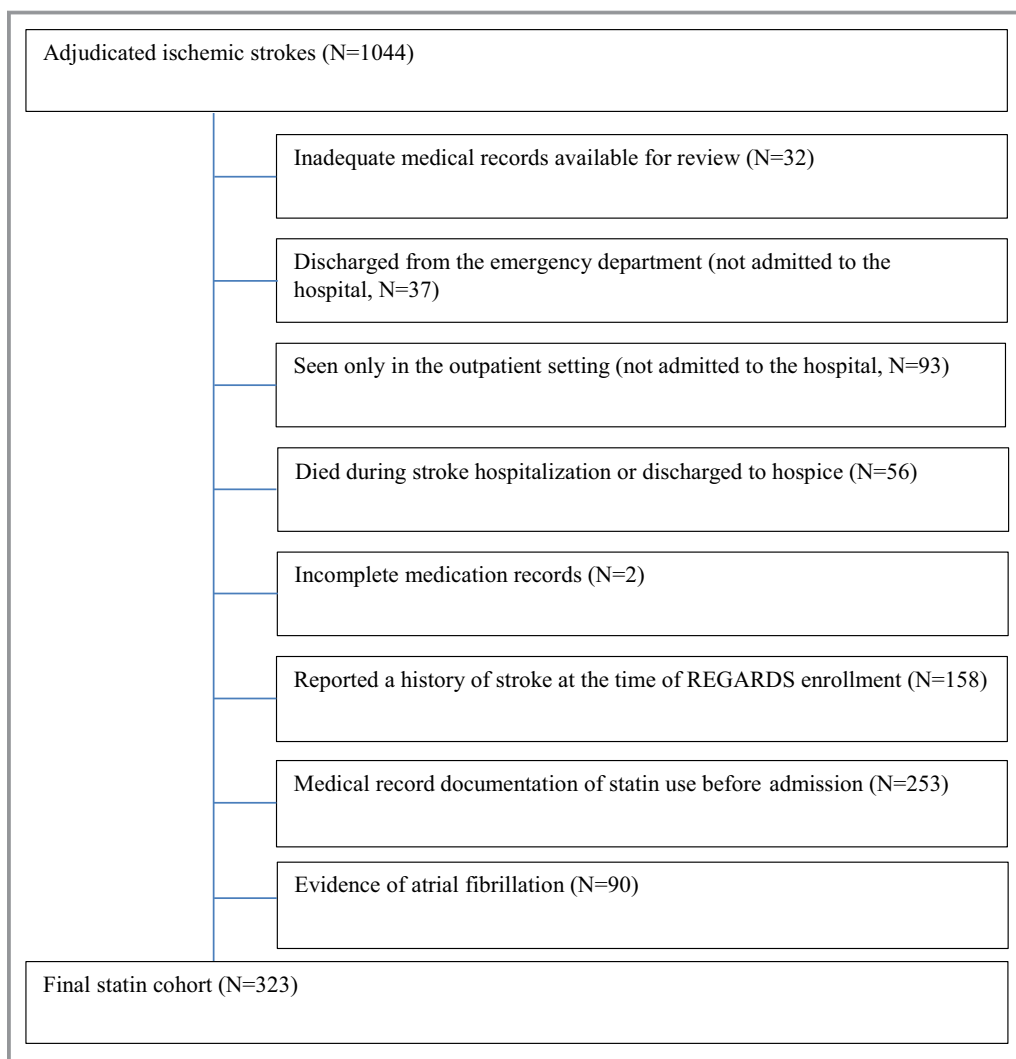 Adjudicated ischemic strokes (N=1044)
Inadequate medical records available for review (N=32)
Discharged from the emergency department (not admitted to the
hospital, N=37)
Seen only in the outpatient setting (not admitted to the hospital, N=93)
Died during stroke hospitalization or discharged to hospice (N=56)
Incomplete medication records (N=2)
Reported a history of stroke at the time of REGARDS enrollment (N=158)
Medical record documentation of statin use before admission (N=253)
Evidence of atrial fibrillation (N=90)
Final statin cohort (N=323)